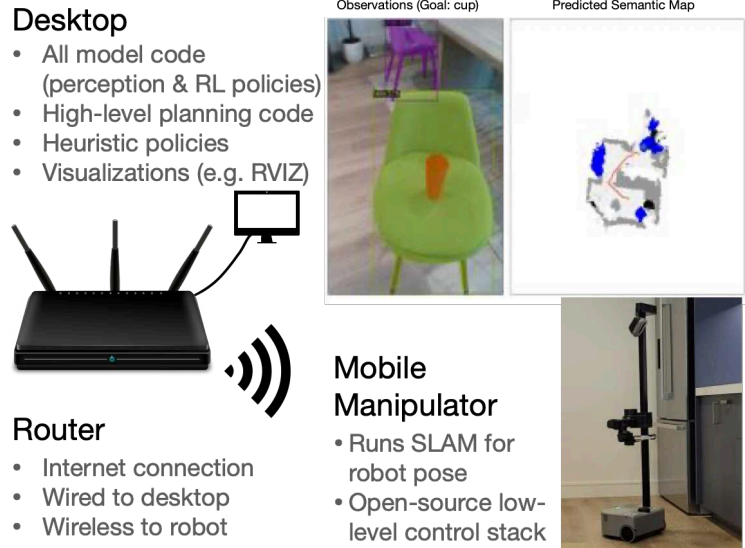 Desktop
• All model code
(perception & RL policies)
• High-level planning code
• Heuristic policies
• Visualizations (e.g. RVIZ)
Observations (Goal: cup)
Predicted Semantic Map
Router
• Internet connection
• Wired to desktop
• Wireless to robot
Mobile
Manipulator
• Runs SLAM for
robot pose
• Open-source low-
level control stack